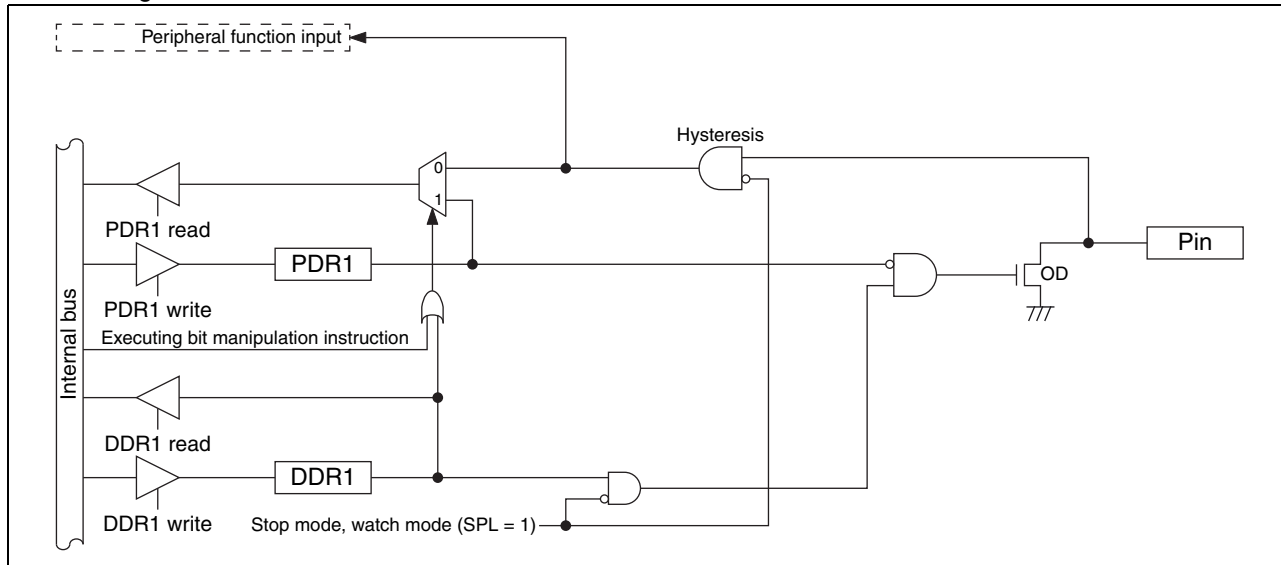 Peripheral function input
Hysteresis
0
1
PDR1 read
PDR1
Pin
OD
PDR1 write
Executing bit manipulation instruction
Internal bus
DDR1 read
DDR1
DDR1 write
Stop mode, watch mode (SPL = 1)